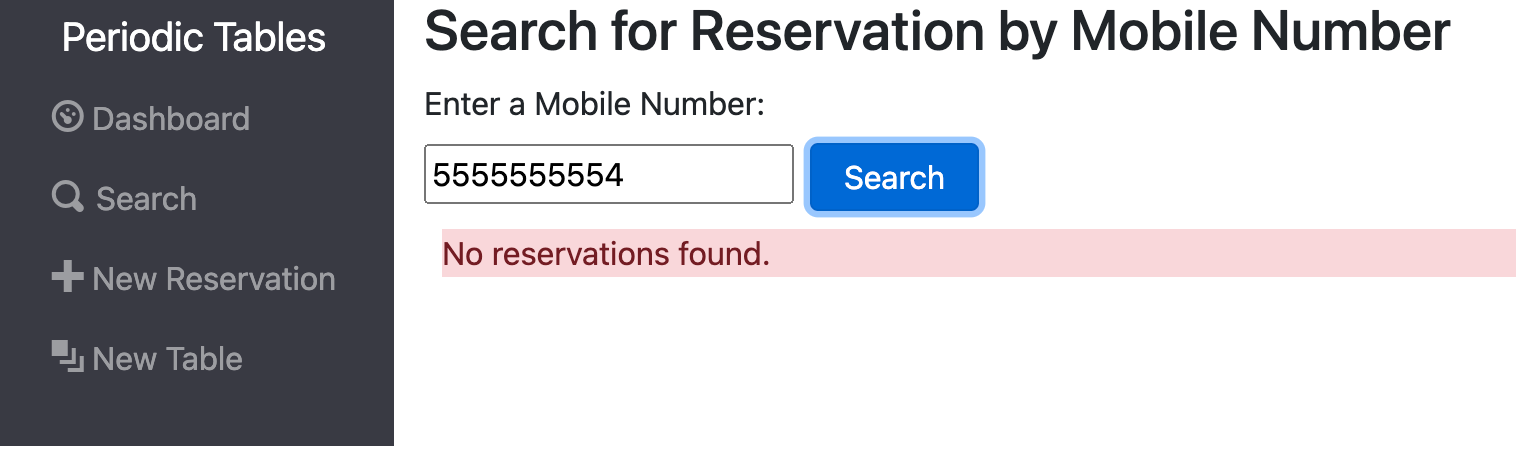 Periodic Tables
Dashboard
Search
New Reservation
New Table
Search for Reservation by Mobile Number
Enter a Mobile Number:
5555555554
Search
No reservations found.